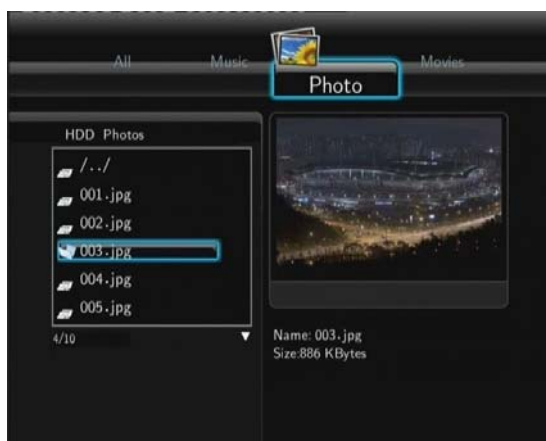 All Music Photo Movies
HDD Photos
/../
001.jpg
002.jpg
003.jpg
004.jpg
005.jpg
4/10
Name: 003.jpg
Size:886 KBytes